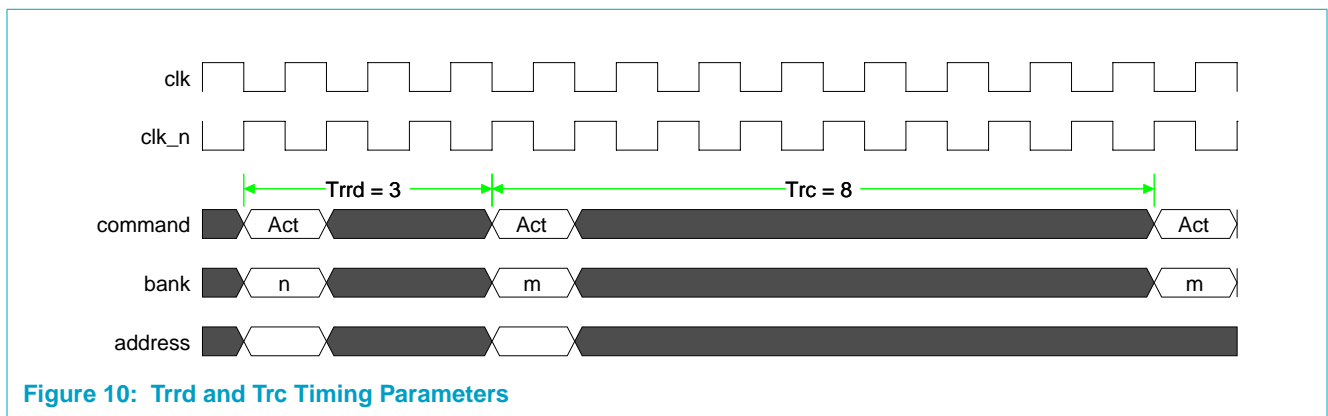 clk
clk_n
Trrd = 3 Trc = 8
command Act Act Act
bank n m m
address
Figure 10: Trrd and Trc Timing Parameters